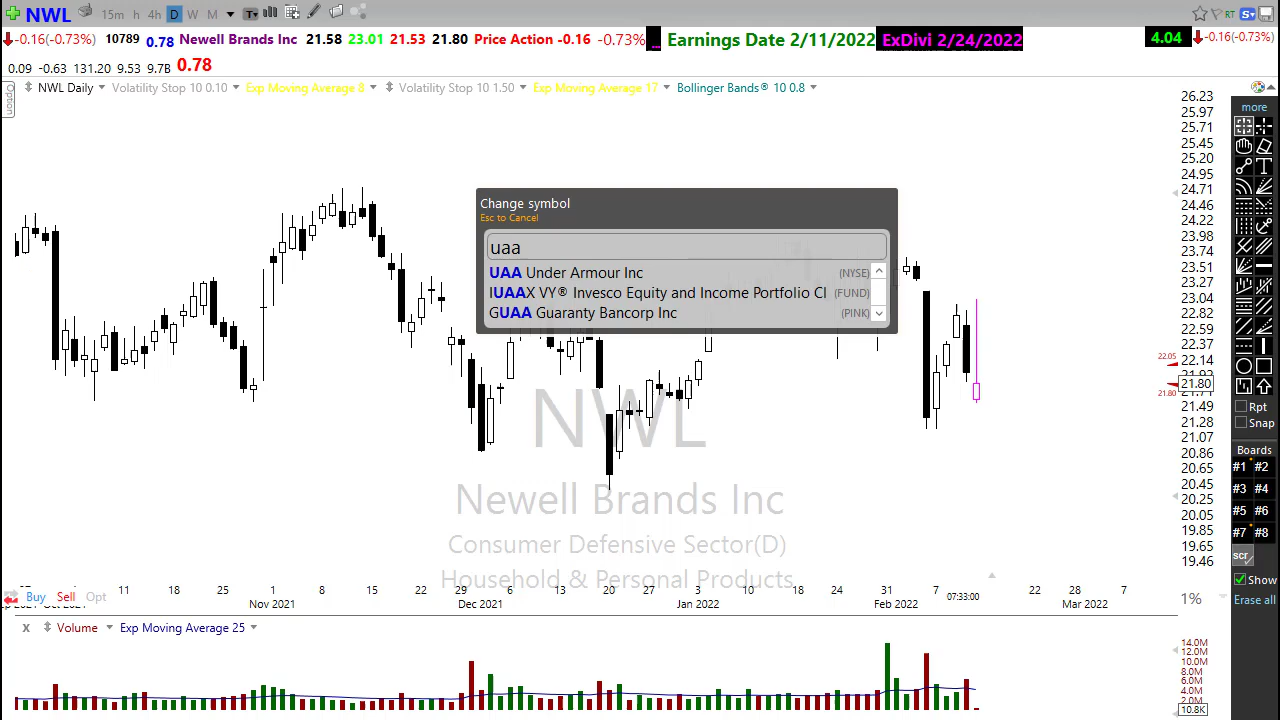 NWL 15m h 4h D W M T
RT S
-0.16(-0.73%) 10789 0.78 Newell Brands Inc 21.58 23.01 21.53 21.80 Price Action -0.16 -0.73% ... Earnings Date 2/11/2022 ExDivi 2/24/2022 4.04 -0.16(-0.73%)
0.09 -0.63 131.20 9.53 9.7B 0.78
Option
NWL Daily Volatility Stop 10 0.10 Exp Moving Average 8 Volatility Stop 10 1.50 Exp Moving Average 17 Bollinger Bands® 10 0.8
26.23
25.97
25.71
25.45
25.20
24.95
24.71
24.46
24.22
23.98
23.74
23.51
23.27
23.04
22.82
22.59
22.37
22.14
22.05
21.80
21.80
21.49
21.28
21.07
20.86
20.65
20.45
20.25
20.05
19.85
19.65
19.46
Change symbol
Esc to Cancel
uaa
UAA Under Armour Inc (NYSE)
IUAAX VY® Invesco Equity and Income Portfolio Cl (FUND)
GUAA Guaranty Bancorp Inc (PINK)
NWL
Newell Brands Inc
Consumer Defensive Sector(D)
Household & Personal Products
11 18 25 1 8 15 22 29 6 13 20 27 3 10 18 24 31 7 07:33:00 22 28 7
Nov 2021 Dec 2021 Jan 2022 Feb 2022 Mar 2022
Buy Sell Opt
1%
X Volume Exp Moving Average 25
14.0M
12.0M
10.0M
8.0M
6.0M
4.0M
2.0M
10.8K
more
T
Rpt
Snap
Boards
#1 #2
#3 #4
#5 #6
#7 #8
scr
Show
Erase all